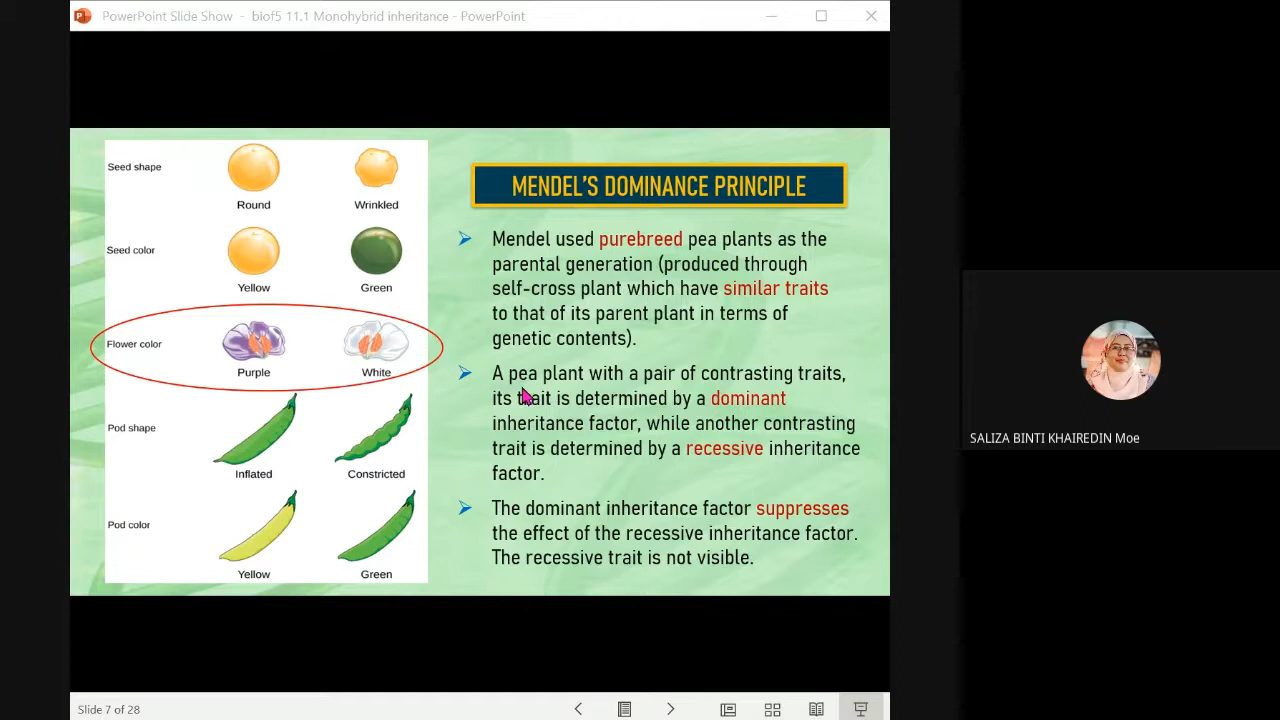 PowerPoint Slide Show - biof5 11.1 Monohybrid inheritance - PowerPoint
Seed shape
Round Wrinkled
Seed color
Yellow Green
Flower color
Purple White
Pod shape
Inflated Constricted
Pod color
Yellow Green
MENDEL'S DOMINANCE PRINCIPLE
Mendel used purebreed pea plants as the
parental generation (produced through
self-cross plant which have similar traits
to that of its parent plant in terms of
genetic contents).
A pea plant with a pair of contrasting traits,
its trait is determined by a dominant
inheritance factor, while another contrasting
trait is determined by a recessive inheritance
factor.
The dominant inheritance factor suppresses
the effect of the recessive inheritance factor.
The recessive trait is not visible.
SALIZA BINTI KHAIREDIN Moe
Slide 7 of 28